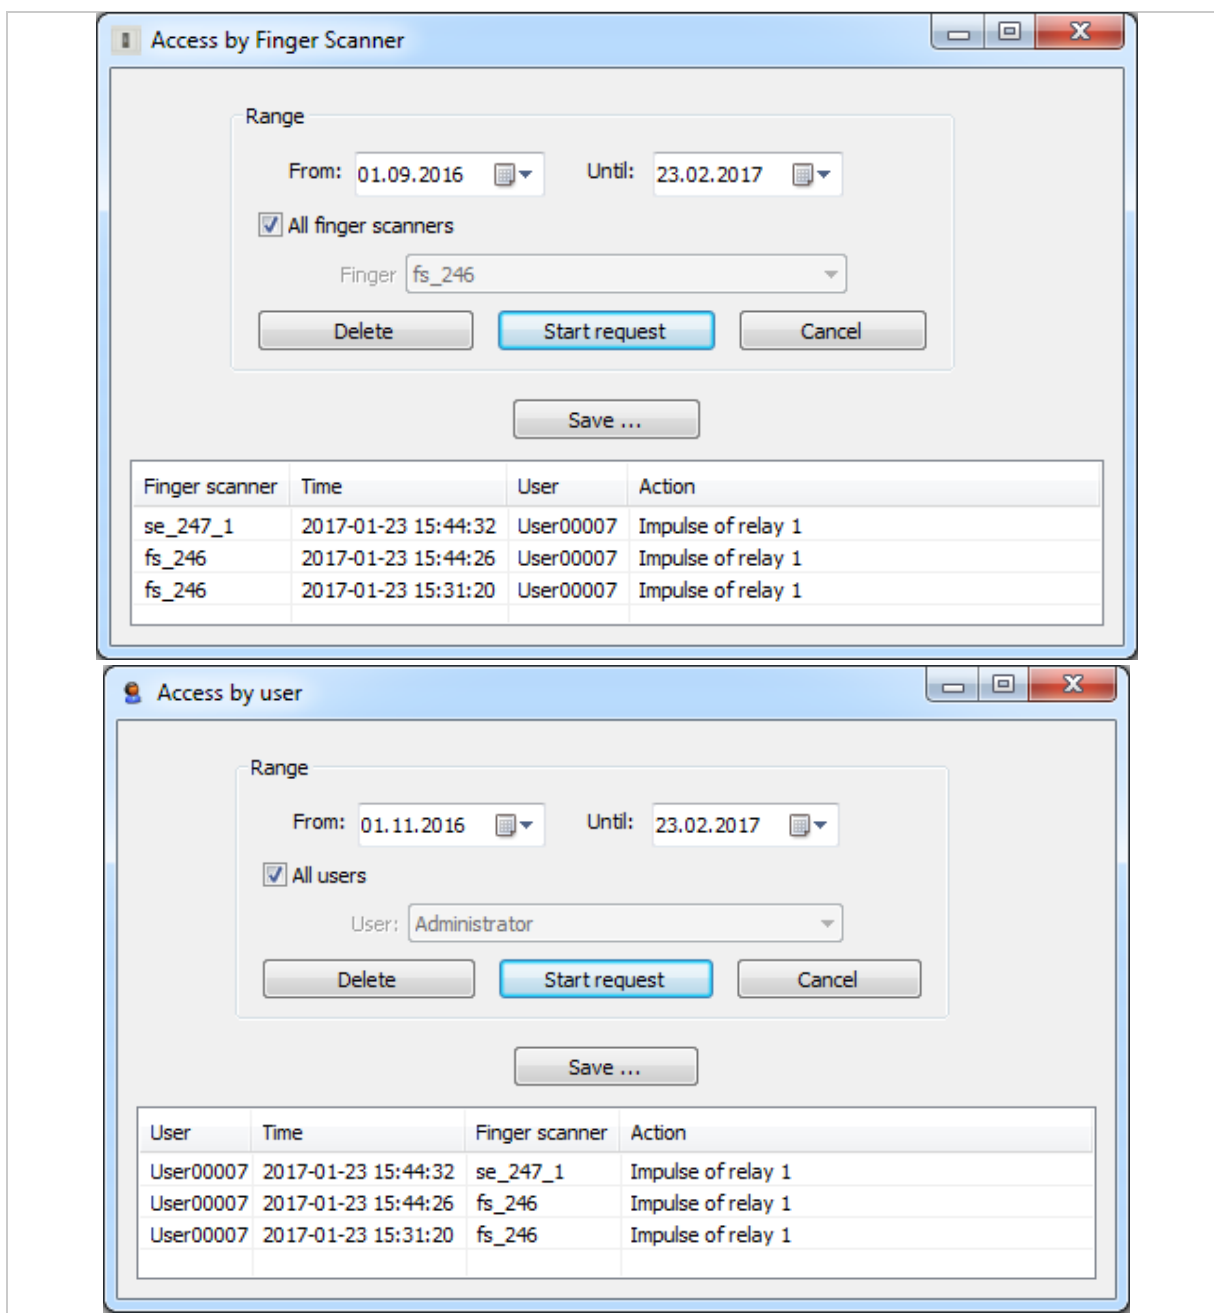 Access by Finger Scanner
Range
From: 01.09.2016 Until: 23.02.2017
All finger scanners
Finger fs_246
Delete Start request Cancel
Save ...
Finger scanner Time User Action
se_247_1 2017-01-23 15:44:32 User00007 Impulse of relay 1
fs_246 2017-01-23 15:44:26 User00007 Impulse of relay 1
fs_246 2017-01-23 15:31:20 User00007 Impulse of relay 1
Access by user
Range
From: 01.11.2016 Until: 23.02.2017
All users
User: Administrator
Delete Start request Cancel
Save ...
User Time Finger scanner Action
User00007 2017-01-23 15:44:32 se_247_1 Impulse of relay 1
User00007 2017-01-23 15:44:26 fs_246 Impulse of relay 1
User00007 2017-01-23 15:31:20 fs_246 Impulse of relay 1